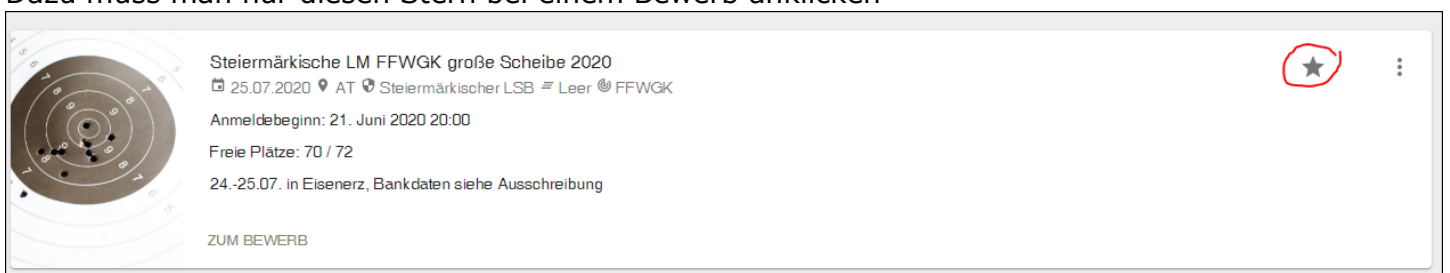 Dazu muss man nur diesen Stern bei einem Bewerb anklicken
Steiermärkische LM FFWGK große Scheibe 2020
25.07.2020 AT Steiermärkischer LSB Leer FFWGK
Anmeldebeginn: 21. Juni 2020 20:00
Freie Plätze: 70 / 72
24.-25.07. in Eisenerz, Bankdaten siehe Ausschreibung
ZUM BEWERB